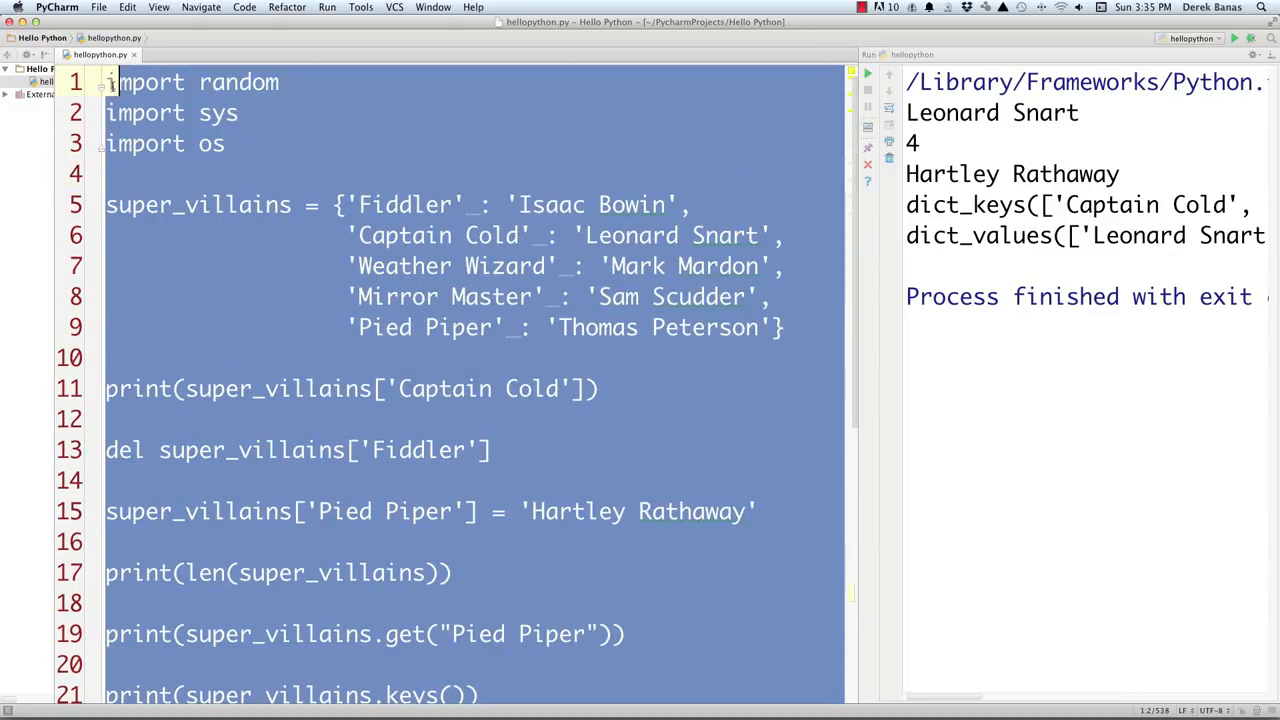 PyCharm File Edit View Navigate Code Refactor Run Tools VCS Window Help
10 Sun 3:35 PM Derek Banas
hellopython.py - Hello Python - [~/PycharmProjects/Hello Python]
Hello Python hellopython.py
hellopython
hellopython.py
Run hellopython
Hello P
hell
Externa
1 import random
2 import sys
3 import os
4
5 super_villains = {'Fiddler' : 'Isaac Bowin',
6 'Captain Cold' : 'Leonard Snart',
7 'Weather Wizard' : 'Mark Mardon',
8 'Mirror Master' : 'Sam Scudder',
9 'Pied Piper' : 'Thomas Peterson'}
10
11 print(super_villains['Captain Cold'])
12
13 del super_villains['Fiddler']
14
15 super_villains['Pied Piper'] = 'Hartley Rathaway'
16
17 print(len(super_villains))
18
19 print(super_villains.get("Pied Piper"))
20
21 print(super_villains.keys())
/Library/Frameworks/Python.
Leonard Snart
4
Hartley Rathaway
dict_keys(['Captain Cold',
dict_values(['Leonard Snart
Process finished with exit
1:2/538 LF UTF-8